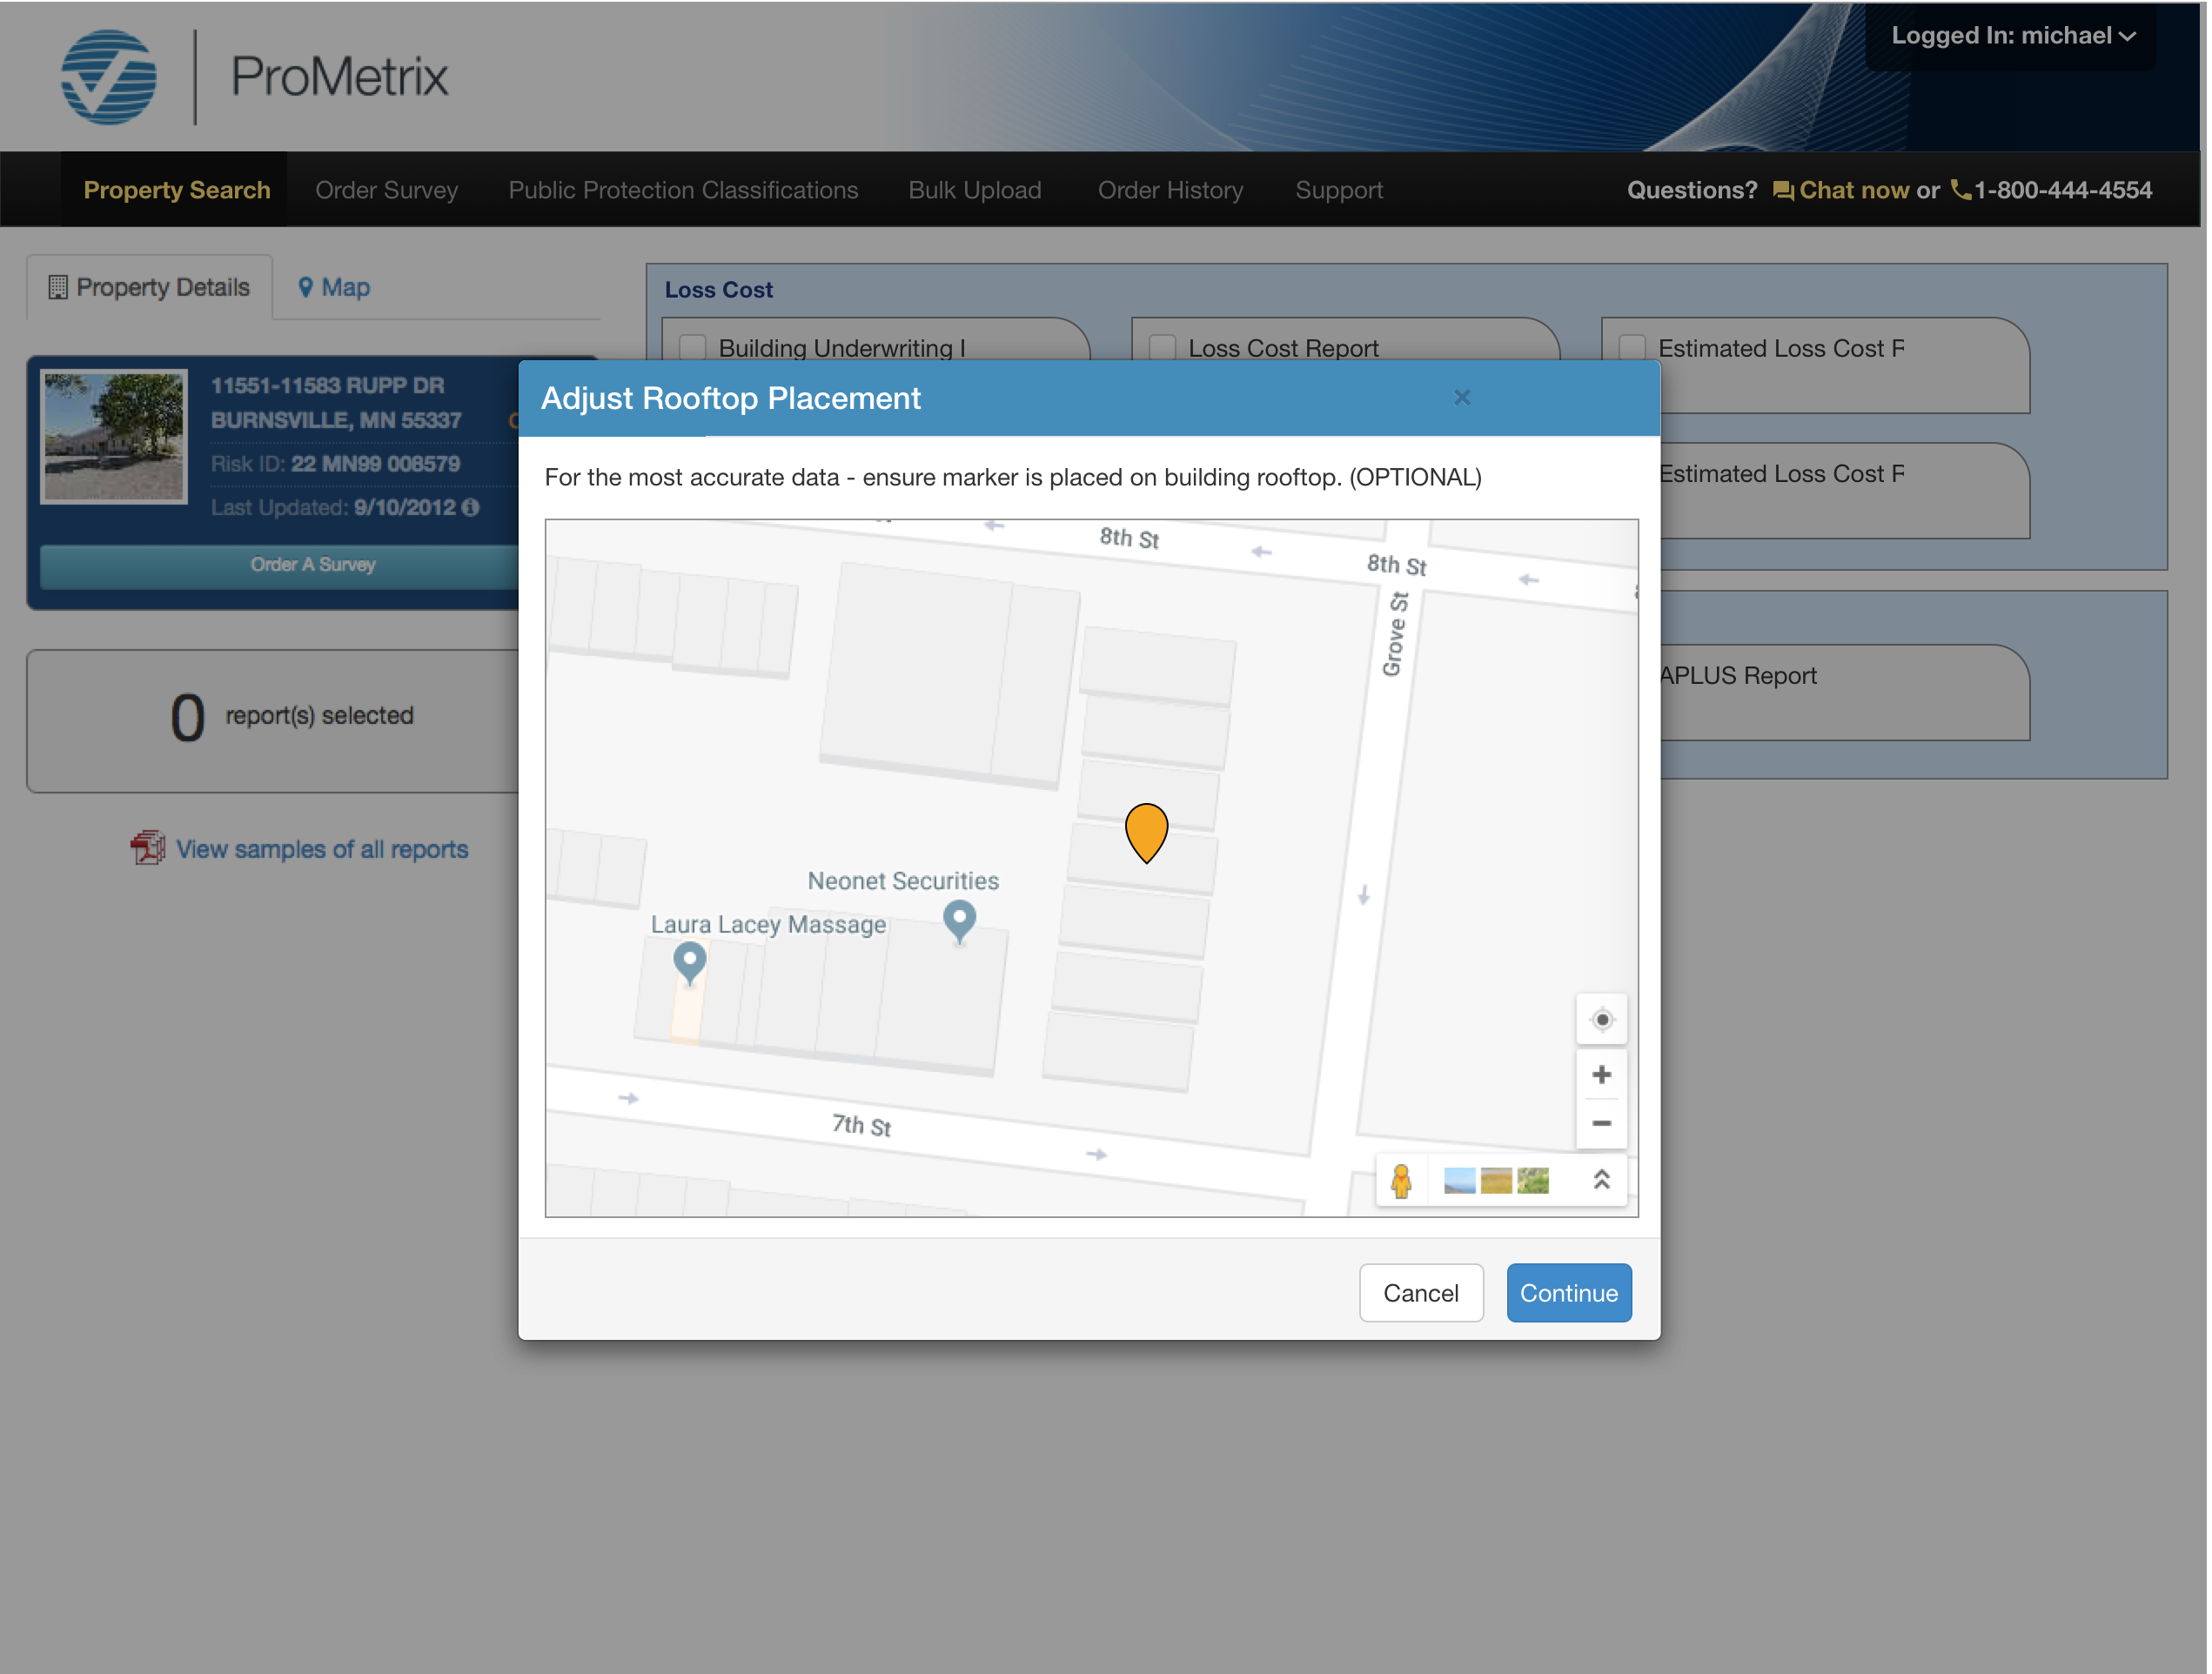 ProMetrix
Logged In: michael
Property Search
Order Survey
Public Protection Classifications
Bulk Upload
Order History
Support
Questions? Chat now or 1-800-444-4554
Property Details
Map
11551-11583 RUPP DR
BURNSVILLE, MN 55337
Risk ID: 22 MN99 008579
Last Updated: 9/10/2012
Order A Survey
0 report(s) selected
View samples of all reports
Loss Cost
Building Underwriting
Loss Cost Report
Estimated Loss Cost
Estimated Loss Cost
APLUS Report
Adjust Rooftop Placement
×
For the most accurate data - ensure marker is placed on building rooftop. (OPTIONAL)
8th St
8th St
Grove St
Neonet Securities
Laura Lacey Massage
7th St
Cancel
Continue